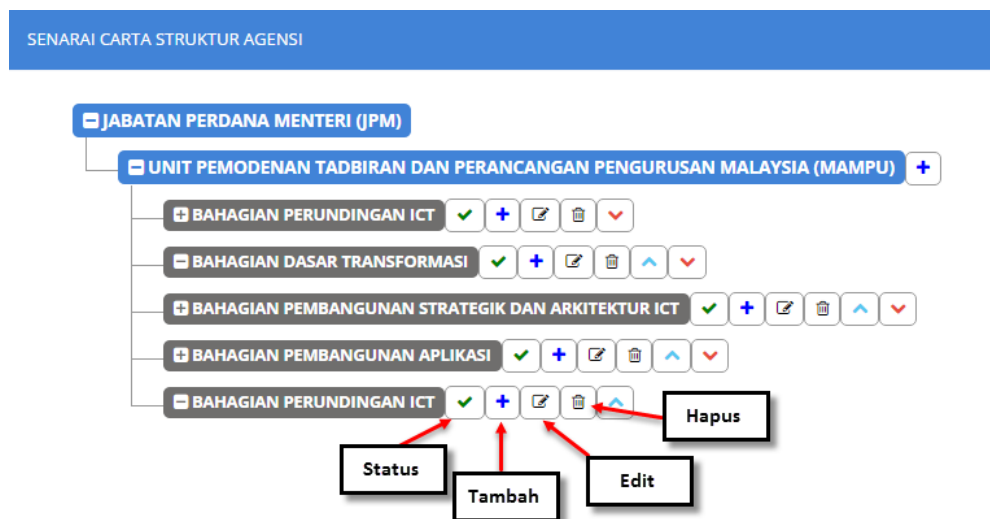 SENARAI CARTA STRUKTUR AGENSI
JABATAN PERDANA MENTERI (JPM)
UNIT PEMODENAN TADBIRAN DAN PERANCANGAN PENGURUSAN MALAYSIA (MAMPU)
BAHAGIAN PERUNDINGAN ICT
BAHAGIAN DASAR TRANSFORMASI
BAHAGIAN PEMBANGUNAN STRATEGIK DAN ARKITEKTUR ICT
BAHAGIAN PEMBANGUNAN APLIKASI
BAHAGIAN PERUNDINGAN ICT
Hapus
Status
Edit
Tambah